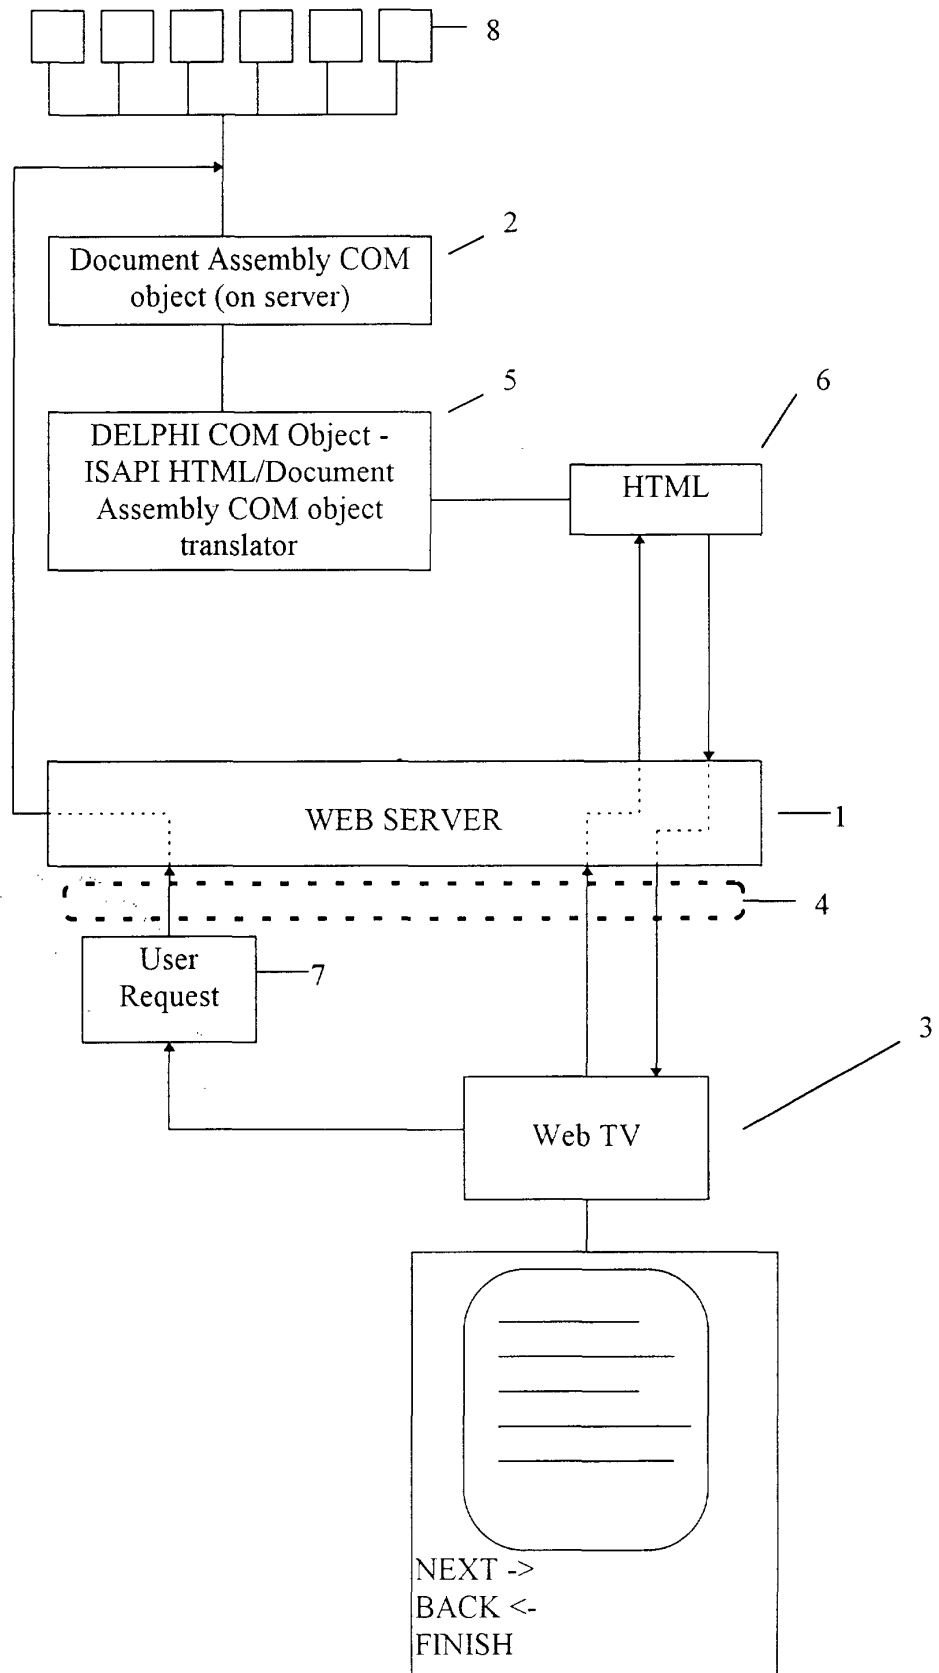 8
2
Document Assembly COM
object (on server)
5
6
DELPHI COM Object -
ISAPI HTML/Document
Assembly COM object
translator
HTML
WEB SERVER
1
4
User
Request
7
3
Web TV
NEXT ->
BACK <-
FINISH